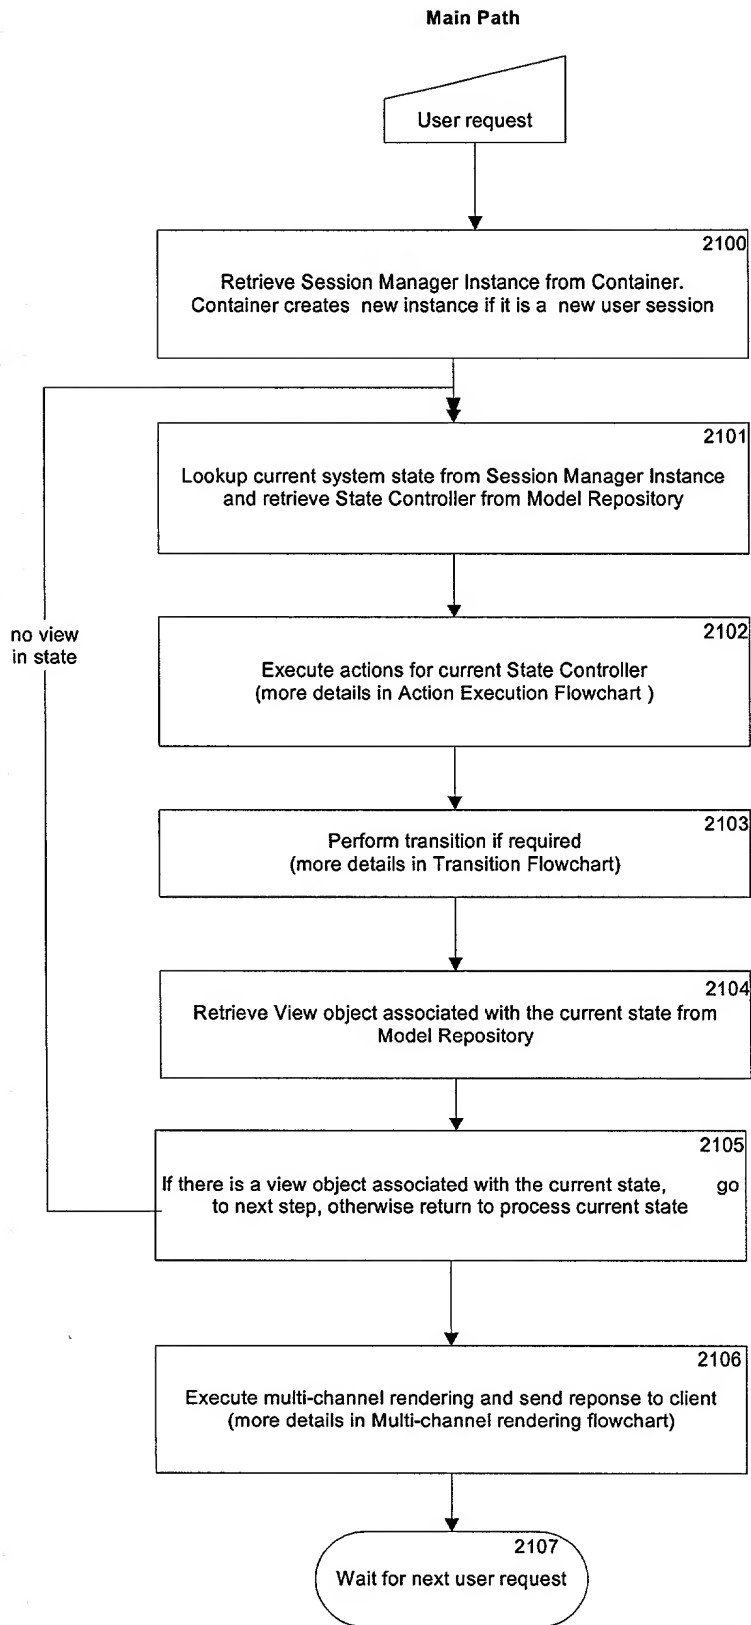 Main Path
User request
2100
Retrieve Session Manager Instance from Container.
Container creates new instance if it is a new user session
2101
Lookup current system state from Session Manager Instance
and retrieve State Controller from Model Repository
no view
in state
2102
Execute actions for current State Controller
(more details in Action Execution Flowchart )
2103
Perform transition if required
(more details in Transition Flowchart)
2104
Retrieve View object associated with the current state from
Model Repository
2105
If there is a view object associated with the current state, go
to next step, otherwise return to process current state
2106
Execute multi-channel rendering and send reponse to client
(more details in Multi-channel rendering flowchart)
2107
Wait for next user request